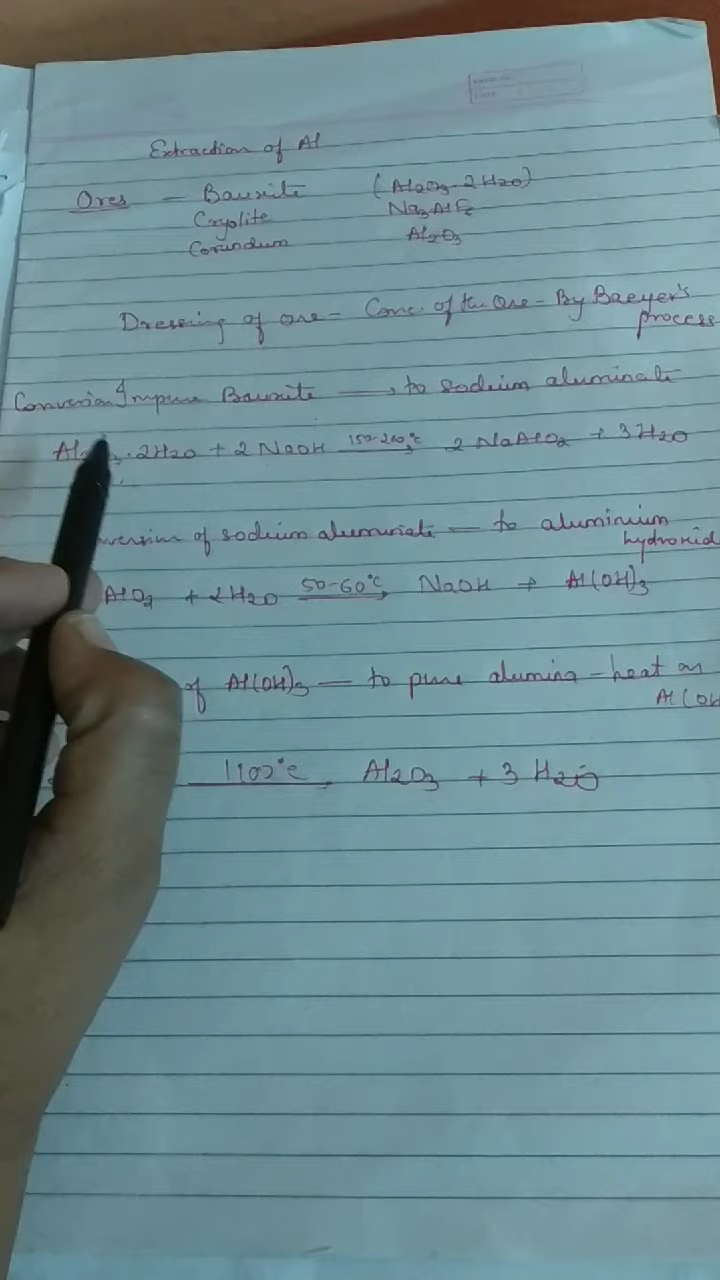 Extraction of Al
Ores - Bauxite (Al2O3.2H2O)
Cryolite Na3AlF6
Corundum Al2O3
Dressing of ore - Conc. of the Ore - By Baeyer's process
Conversion of Impure Bauxite → to sodium aluminate
.2H2O + 2 NaOH 150-200°C 2 NaAlO2 + 3H2O
of sodium aluminate - to aluminium hydroxid
AlO2 + 2H2O 50-60°C NaOH + Al(OH)3
of Al(OH)3 - to pure alumina - heat on Al(OH
1100°C Al2O3 + 3 H2O